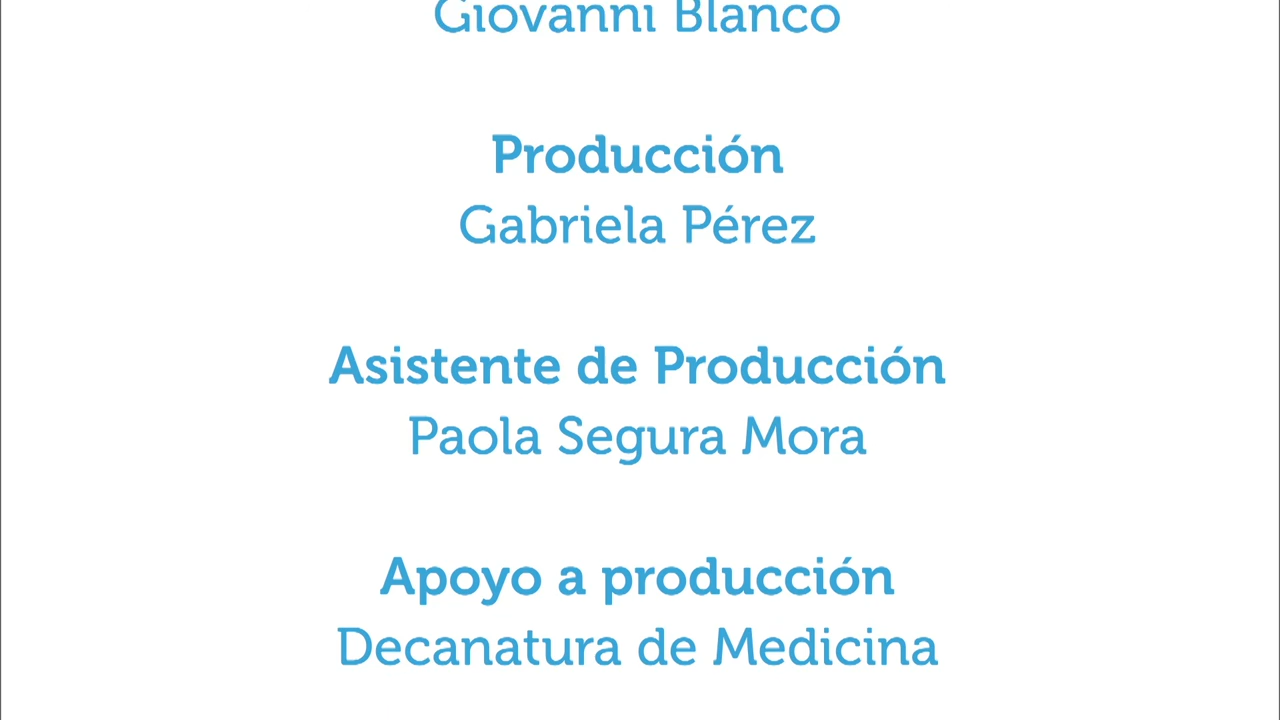 Giovanni Blanco
Producción
Gabriela Pérez
Asistente de Producción
Paola Segura Mora
Apoyo a producción
Decanatura de Medicina